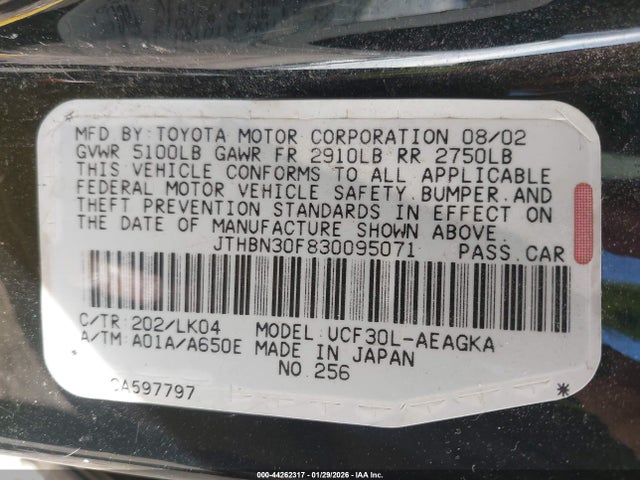 MFD BY: TOYOTA MOTOR CORPORATION 08/02
GVWR 5100LB GAWR FR 2910LB RR 2750LB
THIS VEHICLE CONFORMS TO ALL APPLICABLE
FEDERAL MOTOR VEHICLE SAFETY, BUMPER, AND
THEFT PREVENTION STANDARDS IN EFFECT ON
THE DATE OF MANUFACTURE SHOWN ABOVE.
JTHBN30F830095071 PASS. CAR
C/TR: 202/LK04 MODEL: UCF30L-AEAGKA
A/TM: A01A/A650E MADE IN JAPAN
NO. 256
CA597797 *
000-44262317 - 01/29/2026 - IAA Inc.